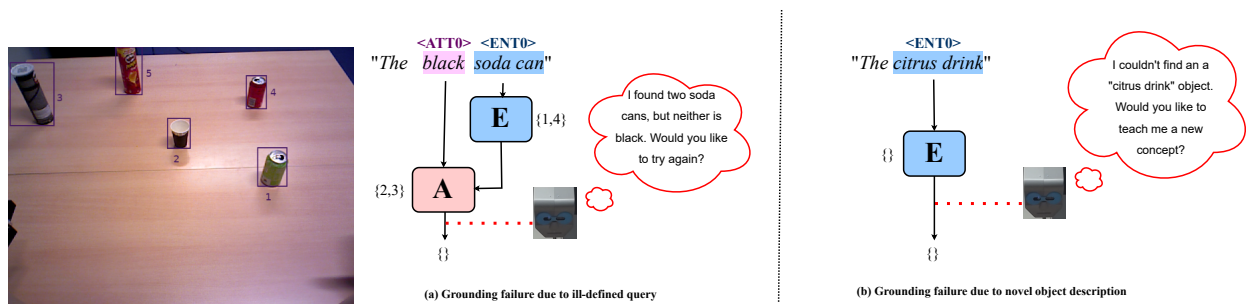 3
5
4
2
1
<ATT0> <ENT0>
"The black soda can"
E
{1,4}
A
{2,3}
{}
I found two soda
cans, but neither is
black. Would you like
to try again?
(a) Grounding failure due to ill-defined query
<ENT0>
"The citrus drink"
E
{}
{}
I couldn't find an a
"citrus drink" object.
Would you like to
teach me a new
concept?
(b) Grounding failure due to novel object description